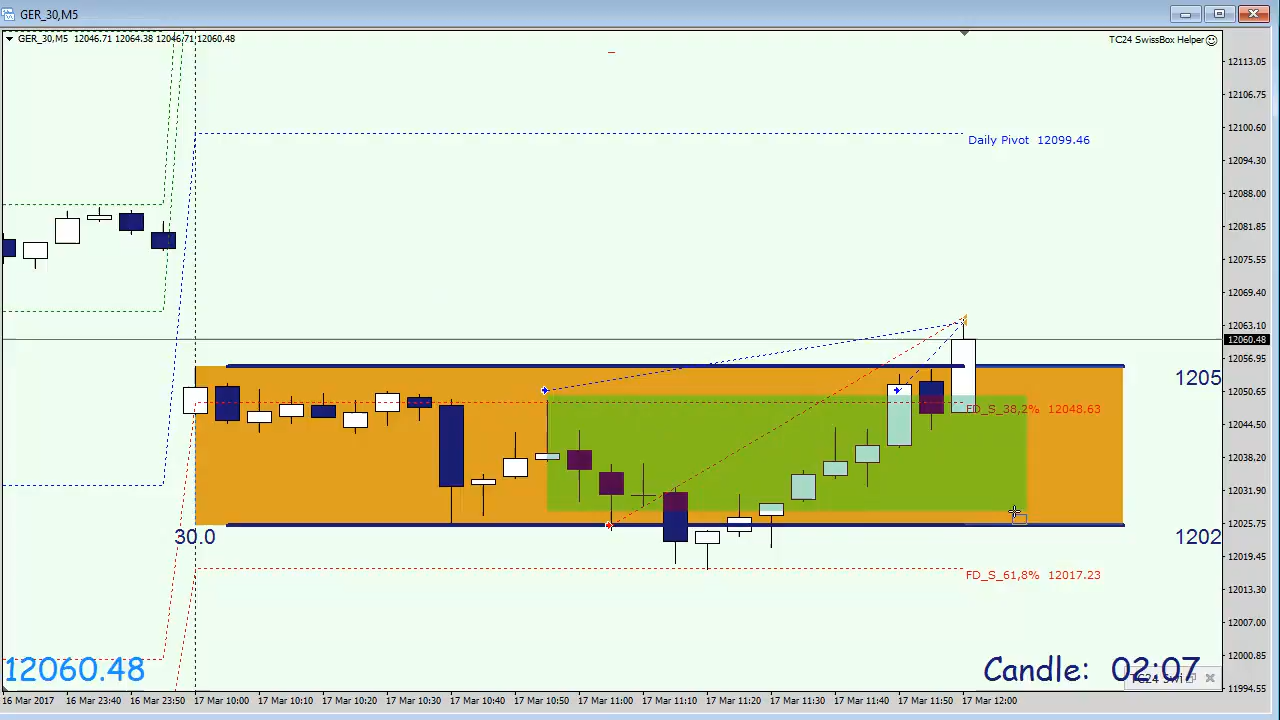 GER_30,M5
GER_30,M5 12046.71 12064.38 12046.71 12060.48
TC24 SwissBox Helper
12113.05
12106.75
Daily Pivot 12099.46
12100.60
12094.30
12088.00
12081.85
12075.55
12069.40
12063.10
12060.48
12056.95
1205
12050.65
FD_S_38,2% 12048.63
12044.50
12038.20
12031.90
12025.75
30.0
1202
12019.45
FD_S_61,8% 12017.23
12013.30
12007.00
12000.85
11994.55
12060.48
Candle: 02:07
16 Mar 2017
16 Mar 23:40
16 Mar 23:50
17 Mar 10:00
17 Mar 10:10
17 Mar 10:20
17 Mar 10:30
17 Mar 10:40
17 Mar 10:50
17 Mar 11:00
17 Mar 11:10
17 Mar 11:20
17 Mar 11:30
17 Mar 11:40
17 Mar 11:50
17 Mar 12:00